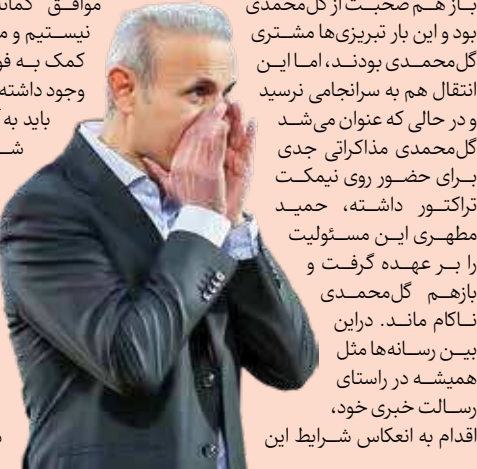 باز هم صحبت از گل‌محمدی
بود و این بار تبریزی‌ها مشتری
گل‌محمدی بودند، اما این
انتقال هم به سرانجامی نرسید
و در حالی که عنوان می‌شد
گل‌محمدی مذاکراتی جدی
برای حضور روی نیمکت
تراکتور داشته، حمید
مطهری این مسئولیت
را بر عهده گرفت و
بازهم گل‌محمدی
ناکام ماند. دراین
بین رسانه‌ها مثل
همیشه در راستای
رسالت خبری خود،
اقدام به انعکاس شرایط این
موافق
نیستیم و
کمک به
وجود داشته
باید به